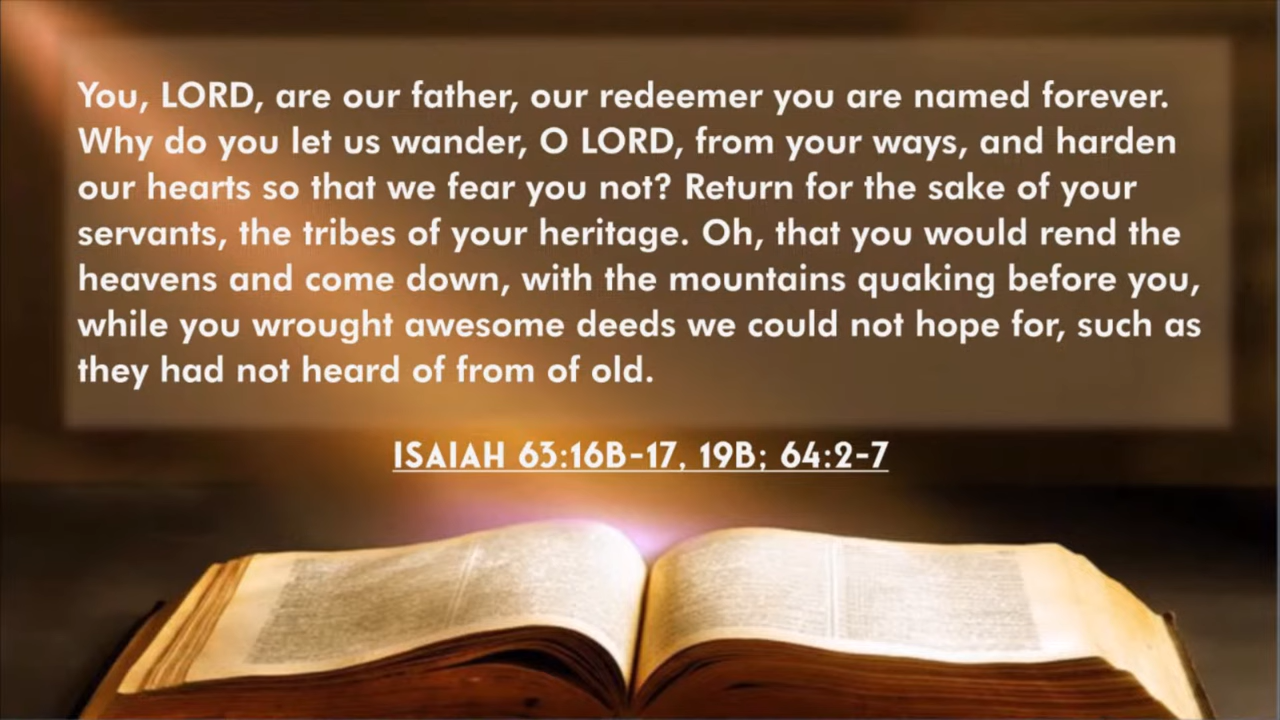 You, LORD, are our father, our redeemer you are named forever.
Why do you let us wander, O LORD, from your ways, and harden
our hearts so that we fear you not? Return for the sake of your
servants, the tribes of your heritage. Oh, that you would rend the
heavens and come down, with the mountains quaking before you,
while you wrought awesome deeds we could not hope for, such as
they had not heard of from of old.
ISAIAH 63:16B-17, 19B; 64:2-7